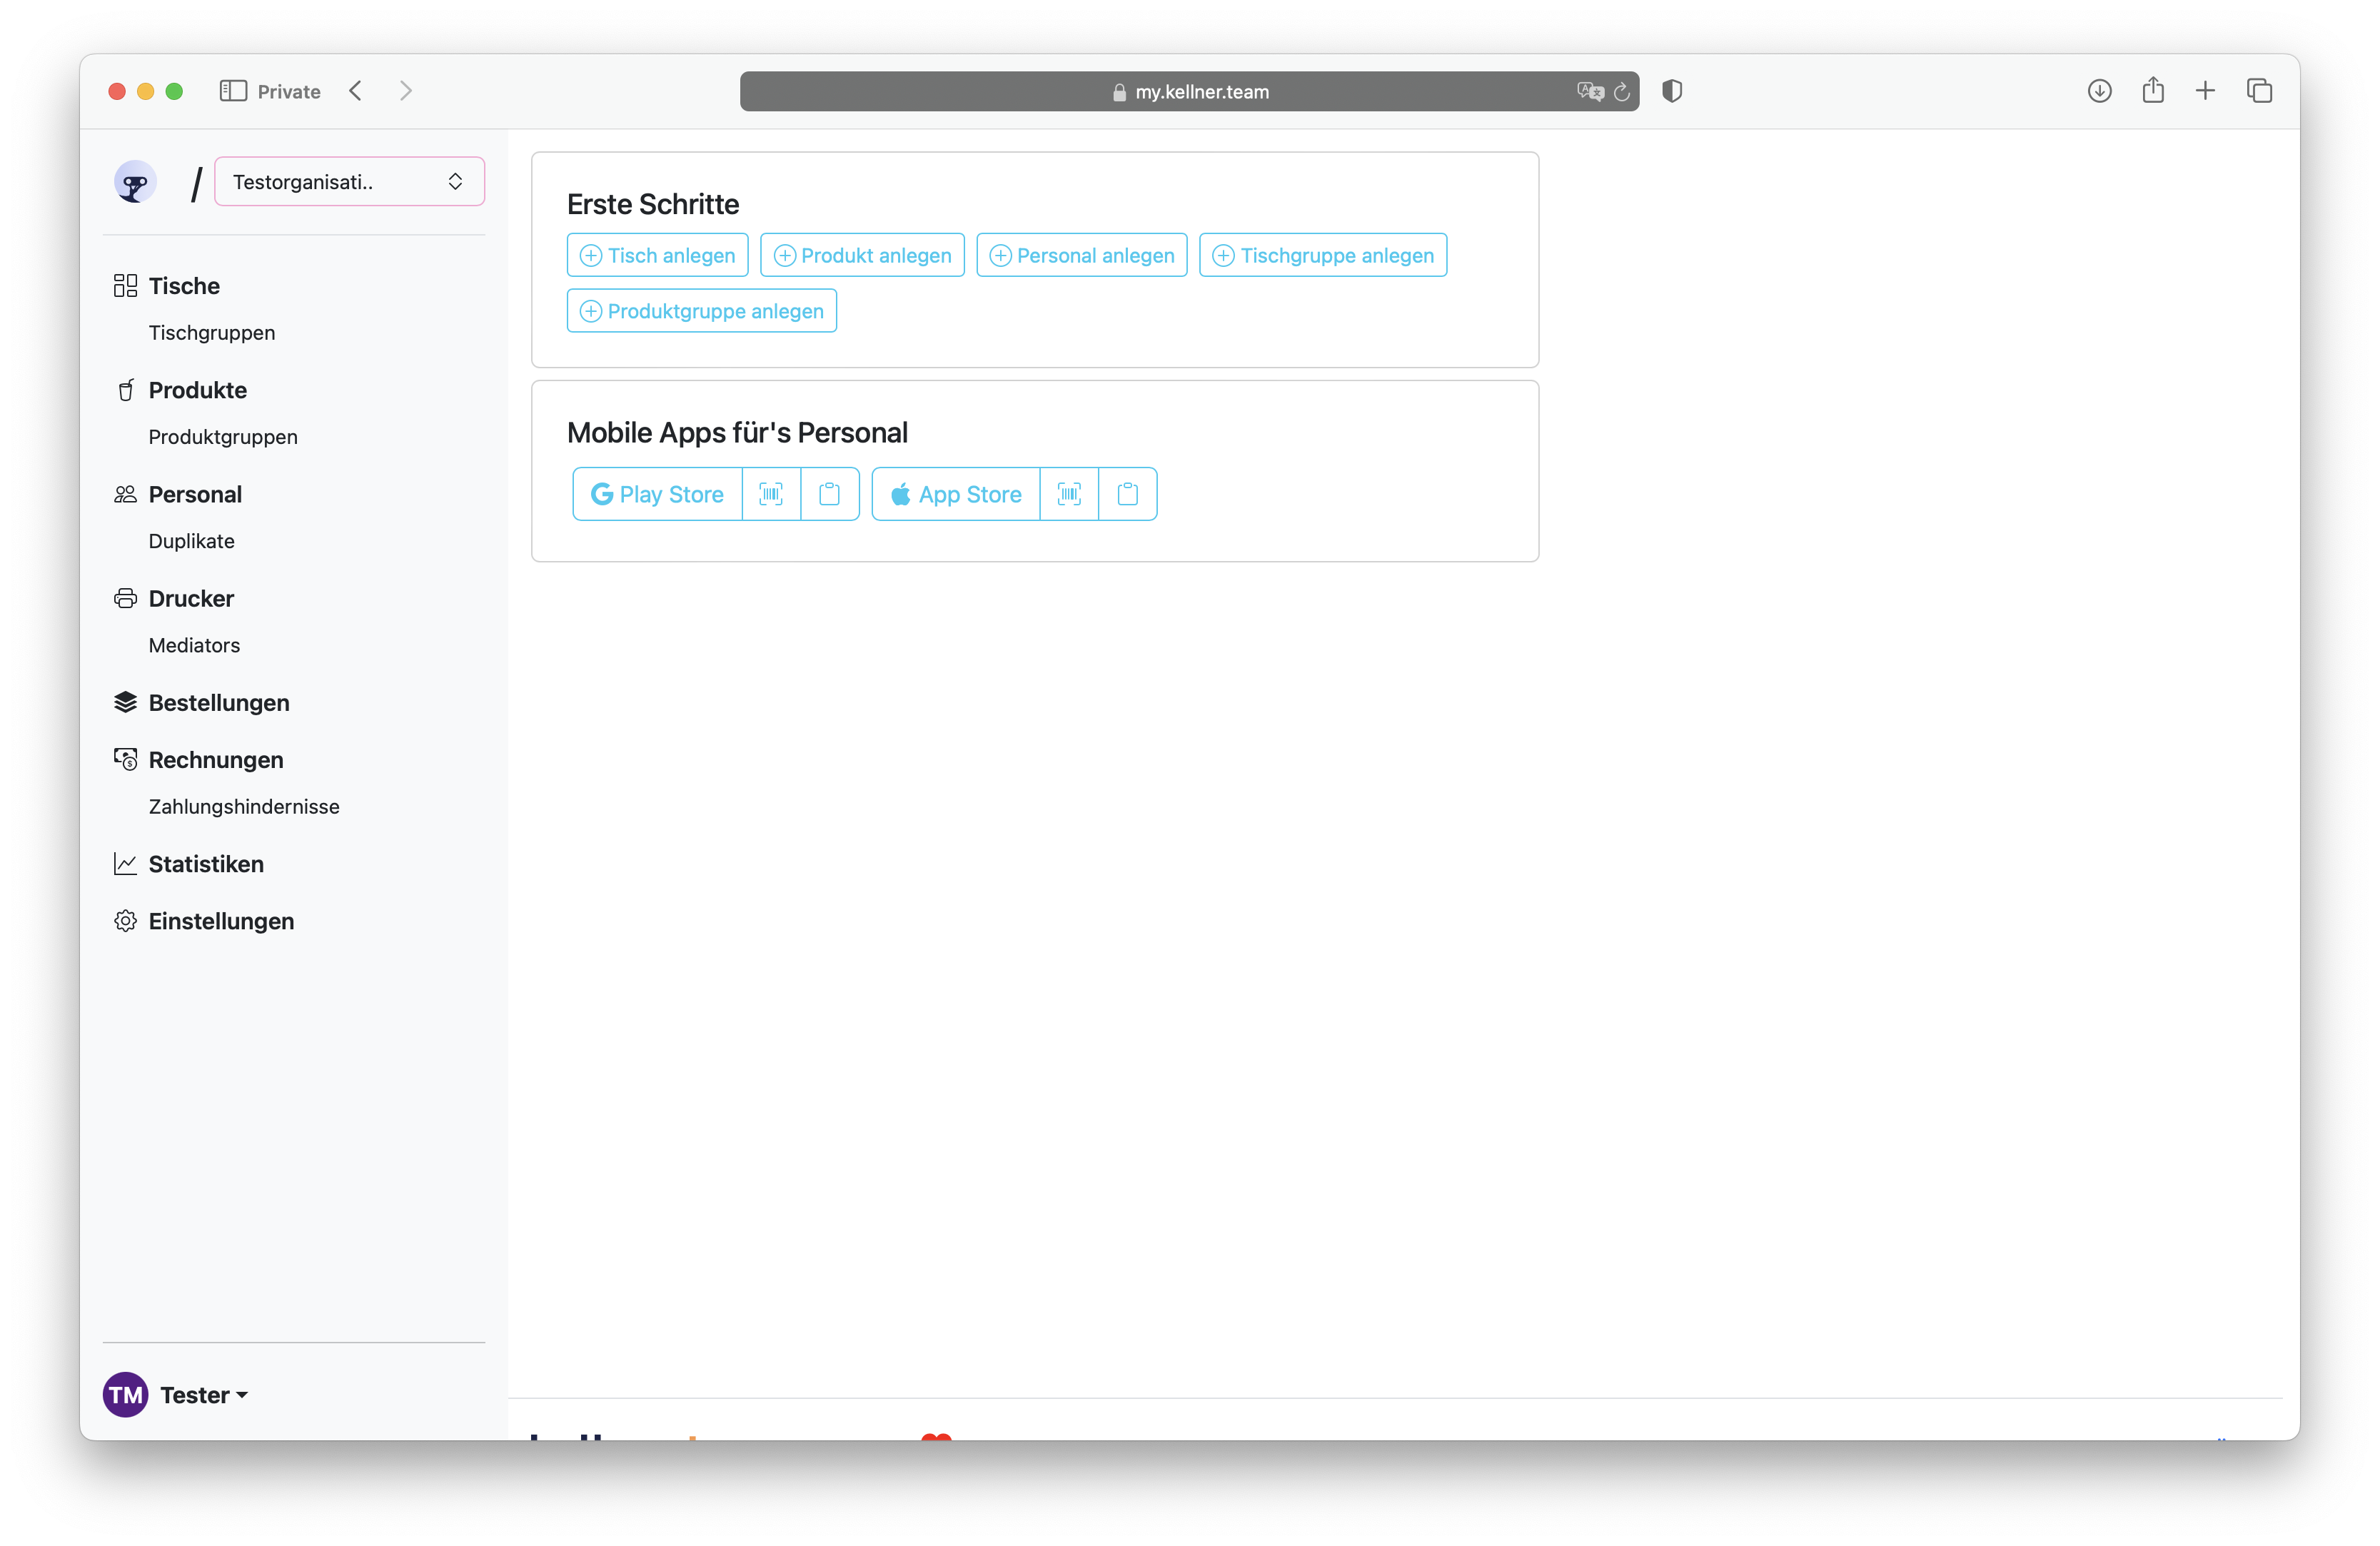 Private
my.kellner.team
/
Testorganisati..
Tische
Tischgruppen
Produkte
Produktgruppen
Personal
Duplikate
Drucker
Mediators
Bestellungen
Rechnungen
Zahlungshindernisse
Statistiken
Einstellungen
TM Tester
Erste Schritte
Tisch anlegen Produkt anlegen Personal anlegen Tischgruppe anlegen
Produktgruppe anlegen
Mobile Apps für's Personal
Play Store App Store